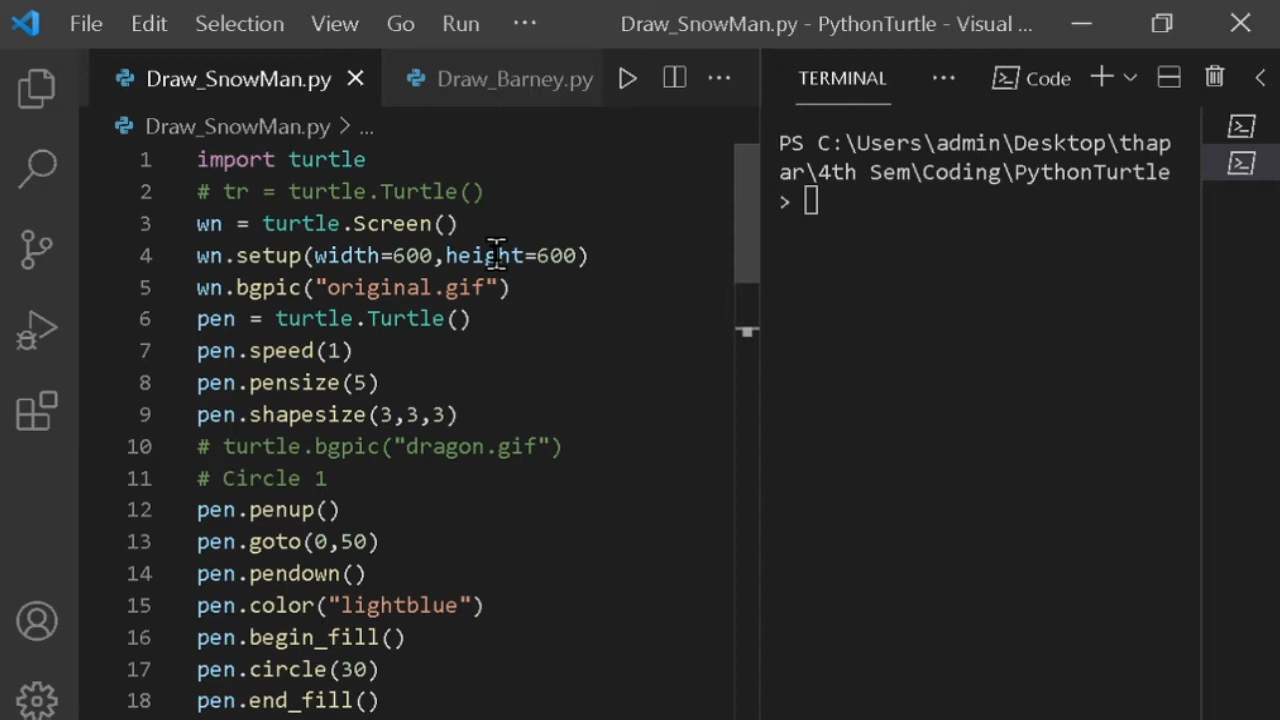 File Edit Selection View Go Run ··· Draw_SnowMan.py - PythonTurtle - Visual ...
Draw_SnowMan.py Draw_Barney.py ···
TERMINAL ··· Code
Draw_SnowMan.py > ...
1 import turtle
2 # tr = turtle.Turtle()
3 wn = turtle.Screen()
4 wn.setup(width=600,height=600)
5 wn.bgpic("original.gif")
6 pen = turtle.Turtle()
7 pen.speed(1)
8 pen.pensize(5)
9 pen.shapesize(3,3,3)
10 # turtle.bgpic("dragon.gif")
11 # Circle 1
12 pen.penup()
13 pen.goto(0,50)
14 pen.pendown()
15 pen.color("lightblue")
16 pen.begin_fill()
17 pen.circle(30)
18 pen.end_fill()
PS C:\Users\admin\Desktop\thap
ar\4th Sem\Coding\PythonTurtle
>